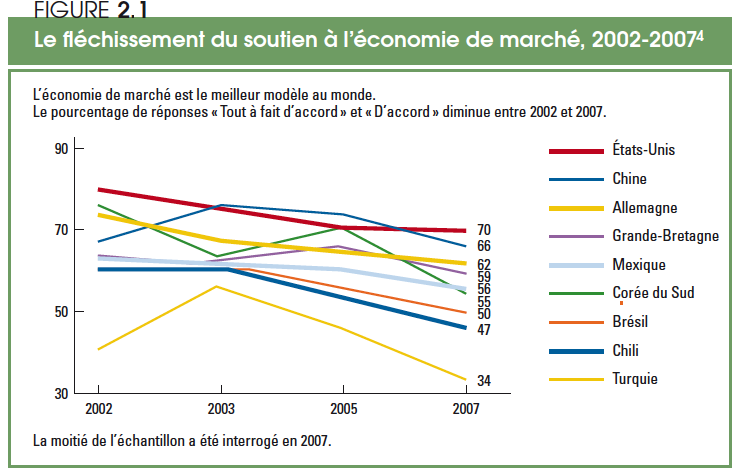 FIGURE 2.1
Le fléchissement du soutien à l'économie de marché, 2002-2007⁴
L'économie de marché est le meilleur modèle au monde.
Le pourcentage de réponses « Tout à fait d'accord » et « D'accord » diminue entre 2002 et 2007.
90
70
50
30
2002
2003
2005
2007
70
66
62
59
56
55
50
47
34
États-Unis
Chine
Allemagne
Grande-Bretagne
Mexique
Corée du Sud
Brésil
Chili
Turquie
La moitié de l'échantillon a été interrogé en 2007.